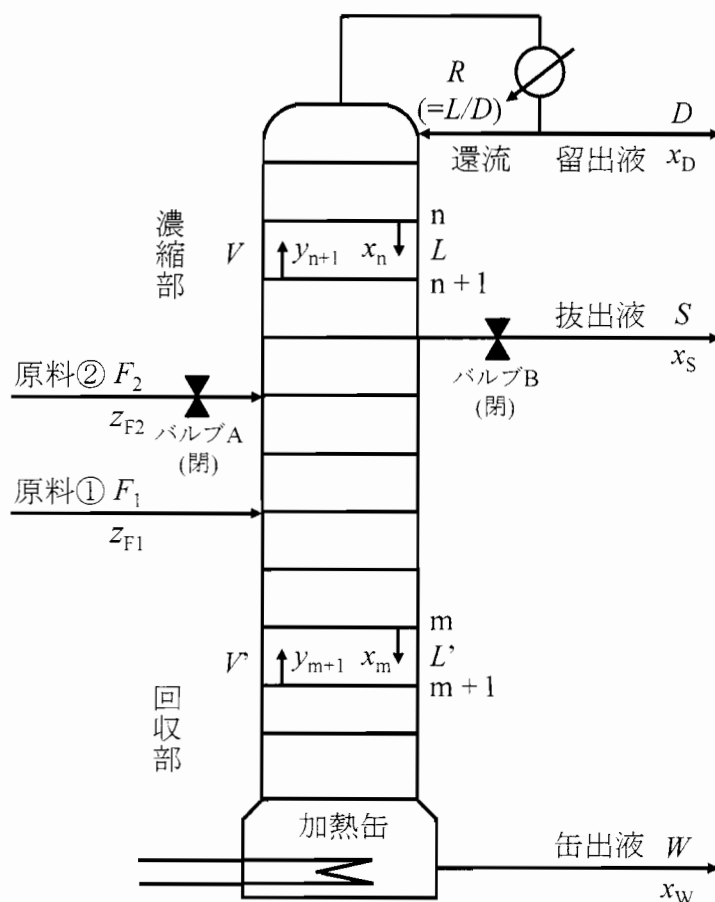 R
(=L/D)
D
還流 留出液 x_D
n
濃縮部
V y_{n+1} x_n L
n + 1
抜出液 S
x_S
バルブB
(閉)
原料② F_2
z_{F2} バルブA
(閉)
原料① F_1
z_{F1}
m
V' y_{m+1} x_m L'
m + 1
回収部
加熱缶
缶出液 W
x_W